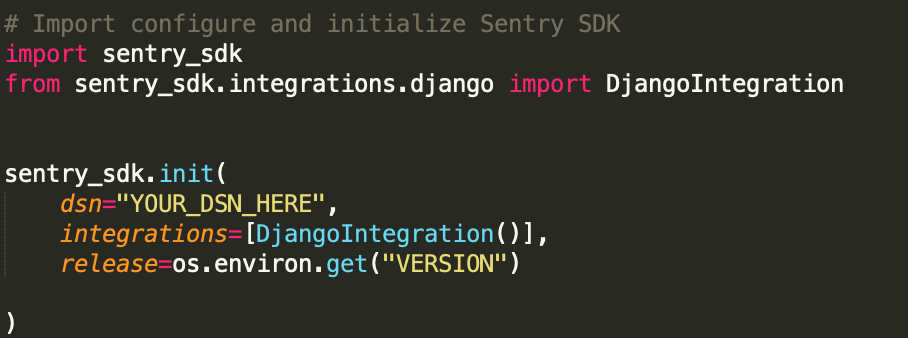 # Import configure and initialize Sentry SDK
import sentry_sdk
from sentry_sdk.integrations.django import DjangoIntegration
sentry_sdk.init(
    dsn="YOUR_DSN_HERE",
    integrations=[DjangoIntegration()],
    release=os.environ.get("VERSION")
)